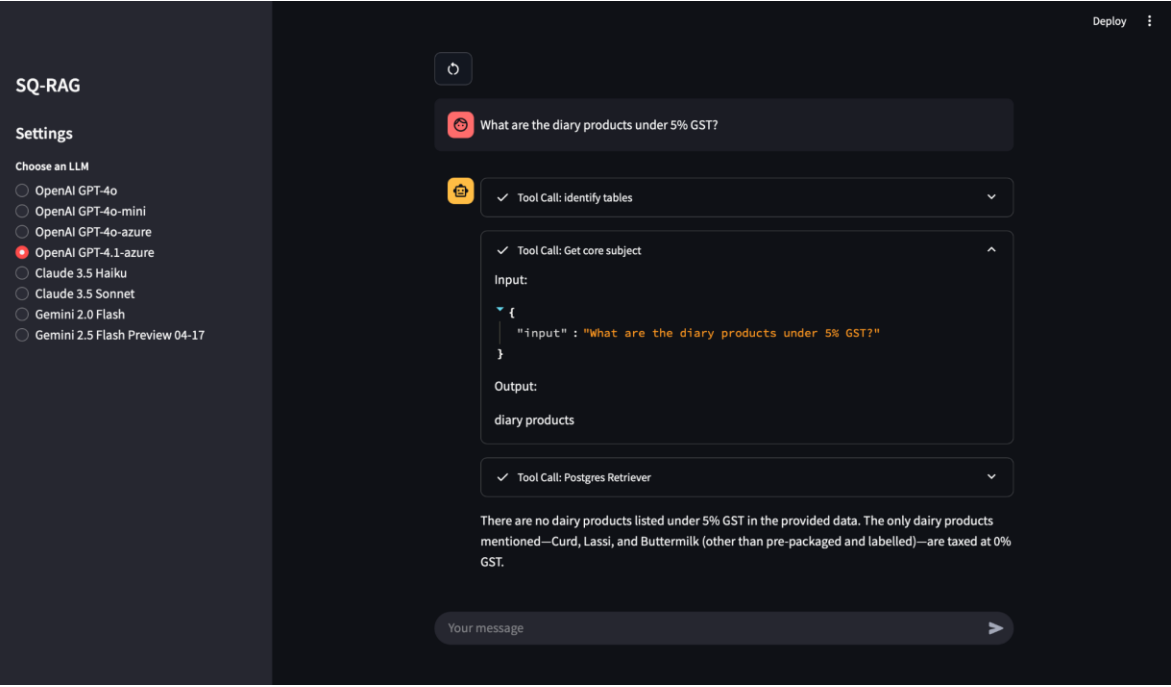 Deploy
SQ-RAG
Settings
Choose an LLM
OpenAI GPT-4o
OpenAI GPT-4o-mini
OpenAI GPT-4o-azure
OpenAI GPT-4.1-azure
Claude 3.5 Haiku
Claude 3.5 Sonnet
Gemini 2.0 Flash
Gemini 2.5 Flash Preview 04-17
What are the diary products under 5% GST?
Tool Call: identify tables
Tool Call: Get core subject
Input:
{
"input" : "What are the diary products under 5% GST?"
}
Output:
diary products
Tool Call: Postgres Retriever
There are no dairy products listed under 5% GST in the provided data. The only dairy products
mentioned—Curd, Lassi, and Buttermilk (other than pre-packaged and labelled)—are taxed at 0%
GST.
Your message